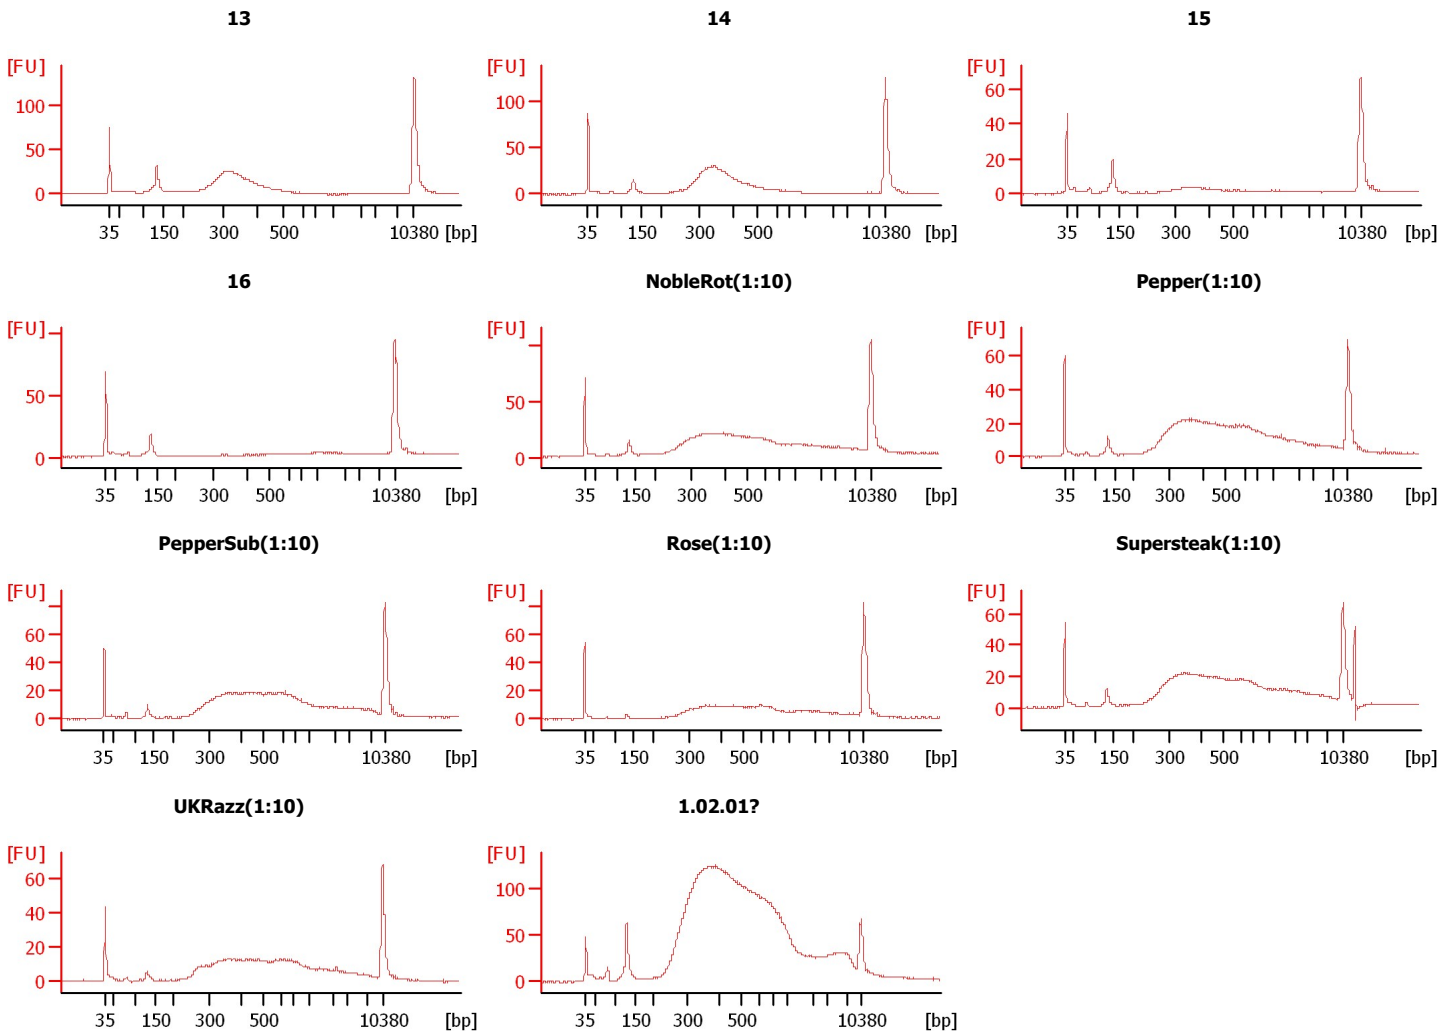 13 14 15
[FU] [FU] [FU]
100 100 60
50 50 40
0 0 20
0
35 150 300 500 10380 [bp] 35 150 300 500 10380 [bp] 35 150 300 500 10380 [bp]
16 NobleRot(1:10) Pepper(1:10)
[FU] [FU] [FU]
50 50 60
0 0 40
20
0
35 150 300 500 10380 [bp] 35 150 300 500 10380 [bp] 35 150 300 500 10380 [bp]
PepperSub(1:10) Rose(1:10) Supersteak(1:10)
[FU] [FU] [FU]
60 60 60
40 40 40
20 20 20
0 0 0
35 150 300 500 10380 [bp] 35 150 300 500 10380 [bp] 35 150 300 500 10380 [bp]
UKRazz(1:10) 1.02.01?
[FU] [FU]
60 100
40 50
20 0
0
35 150 300 500 10380 [bp] 35 150 300 500 10380 [bp]